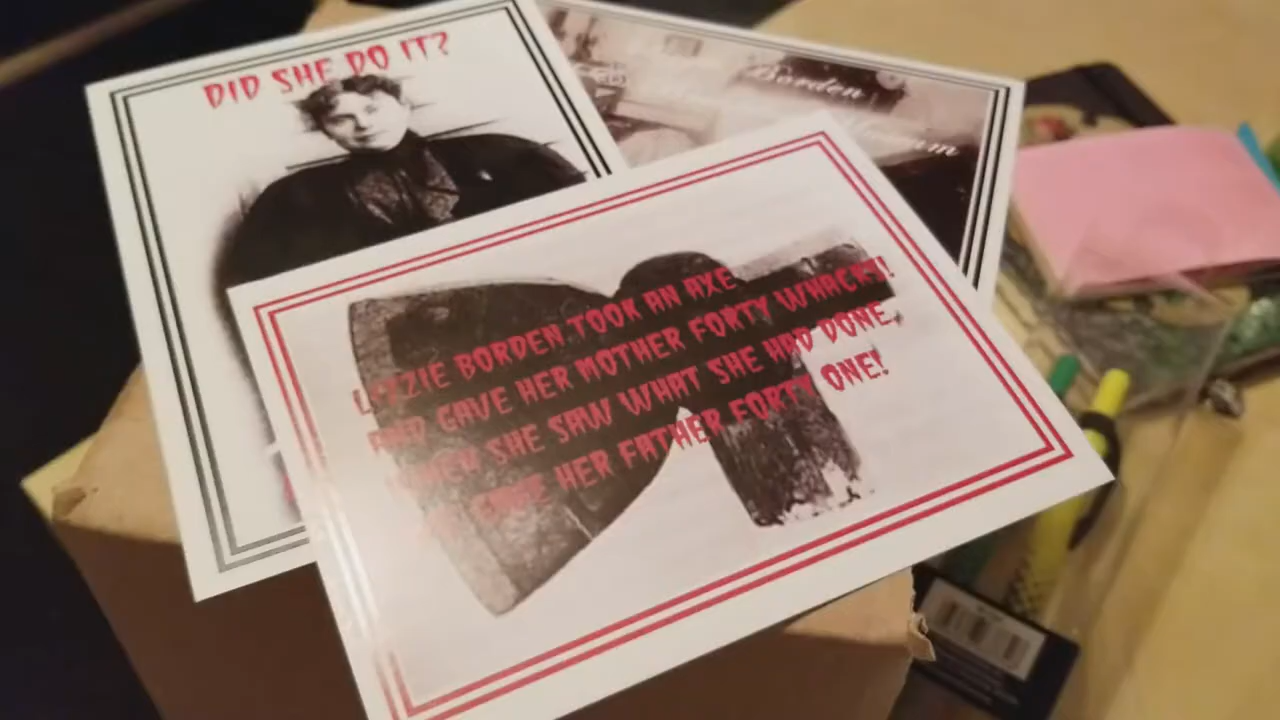 DID SHE DO IT?
Borden
LIZZIE BORDEN TOOK AN AXE
AND GAVE HER MOTHER FORTY WHACKS!
WHEN SHE SAW WHAT SHE HAD DONE,
GAVE HER FATHER FORTY ONE!